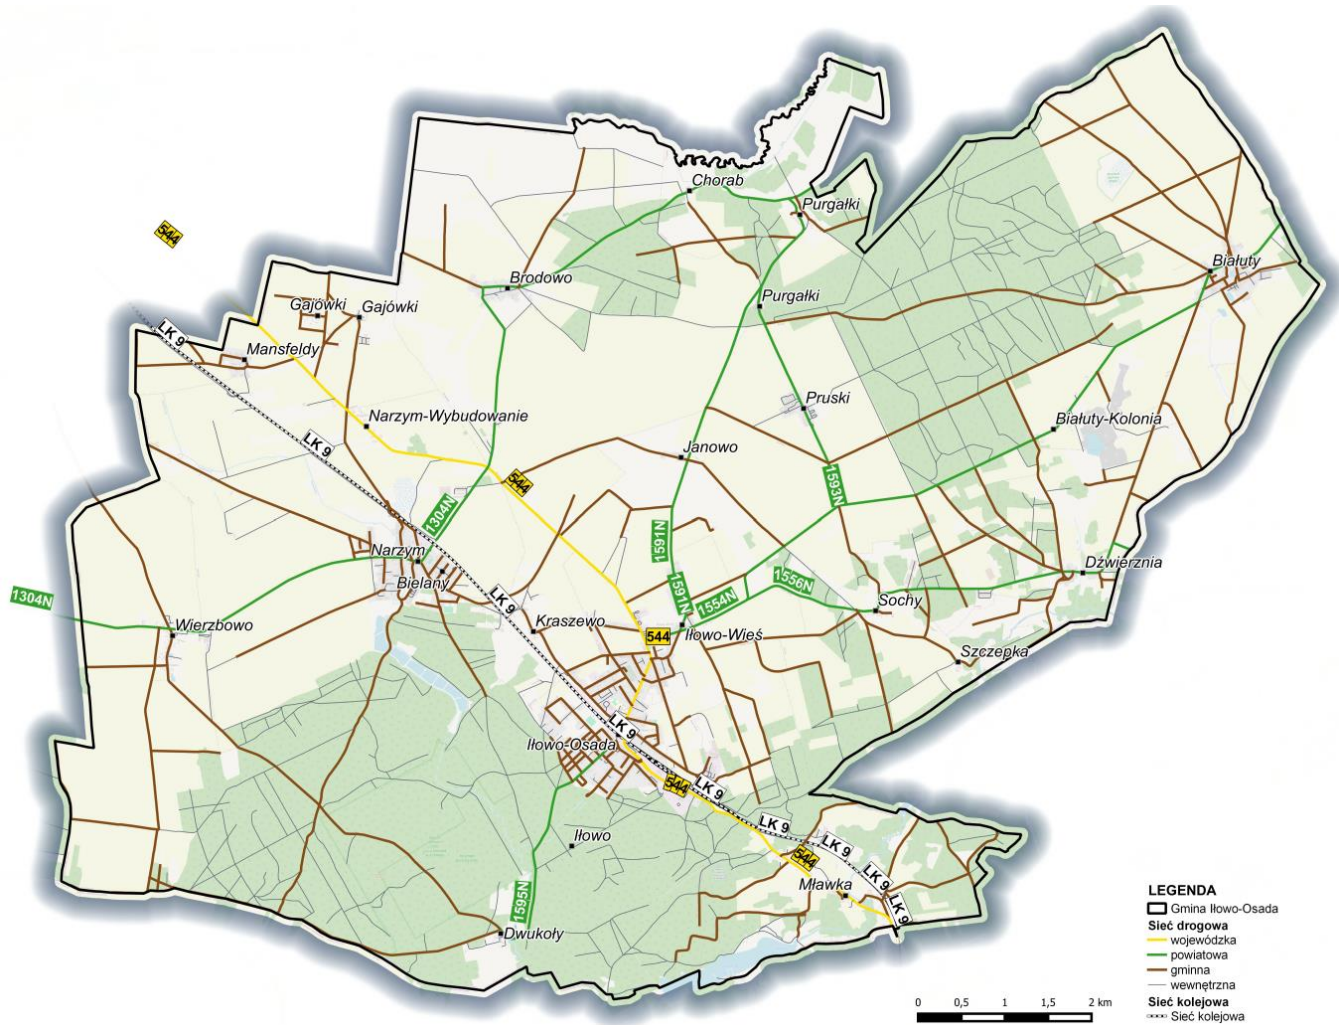 Chorab
Purgałki
544
Białuty
Brodowo
Purgałki
Gajówki
Gajówki
LK 9
Mansfeldy
Pruski
Narzym-Wybudowanie
Białuty-Kolonia
LK 9
Janowo
544
1593N
1304N
1591N
Narzym
Dźwierznia
Bielany
1556N
1304N
LK 9
1591N
1554N
Sochy
Wierzbowo
Kraszewo
544
Iłowo-Wieś
Szczepka
LK 9
Iłowo-Osada
544
LK 9
LK 9
Iłowo
LK 9
544
LK 9
Mławka
LK 9
1595N
Dwukoły
LEGENDA
Gmina Iłowo-Osada
Sieć drogowa
wojewódzka
powiatowa
gminna
wewnętrzna
Sieć kolejowa
Sieć kolejowa
0 0,5 1 1,5 2 km